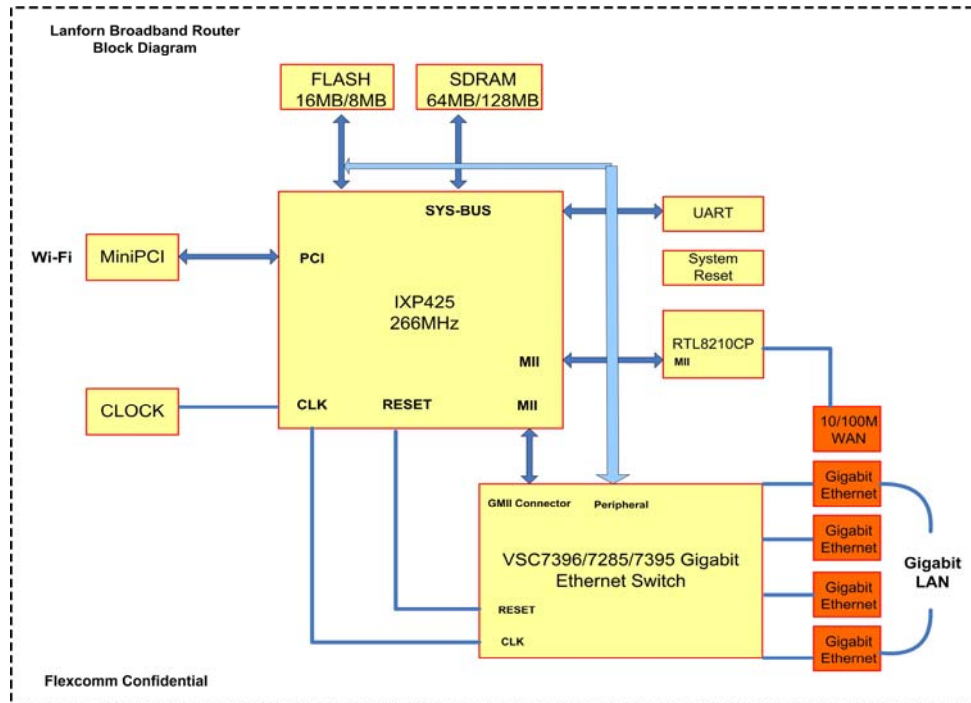 Lanforn Broadband Router
Block Diagram
FLASH
16MB/8MB
SDRAM
64MB/128MB
SYS-BUS
UART
Wi-Fi
MiniPCI
PCI
System
Reset
IXP425
266MHz
MII
RTL8210CP
MII
CLOCK
CLK
RESET
MII
10/100M
WAN
GMII Connector
Peripheral
Gigabit
Ethernet
VSC7396/7285/7395 Gigabit
Ethernet Switch
Gigabit
Ethernet
Gigabit
LAN
Gigabit
Ethernet
RESET
CLK
Gigabit
Ethernet
Flexcomm Confidential